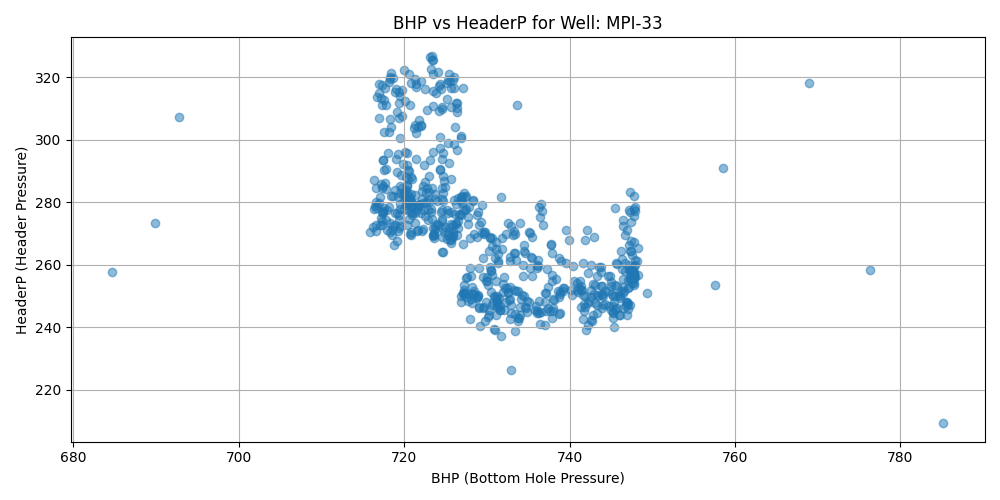 BHP vs HeaderP for Well: MPI-33
HeaderP (Header Pressure)
320
300
280
260
240
220
680 700 720 740 760 780
BHP (Bottom Hole Pressure)